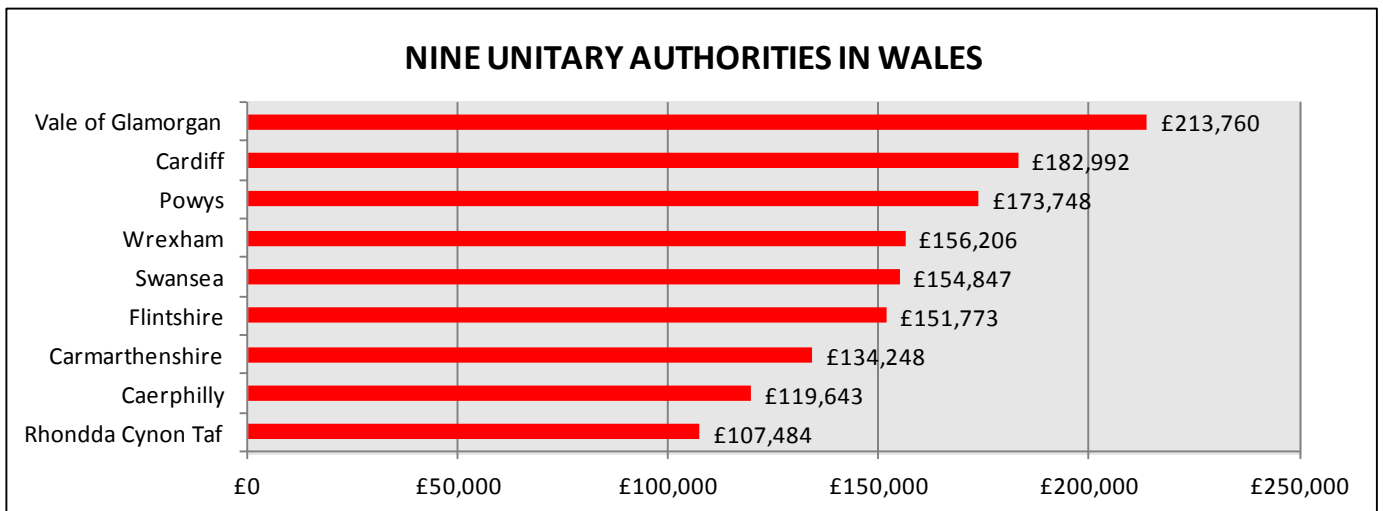 NINE UNITARY AUTHORITIES IN WALES
Vale of Glamorgan £213,760
Cardiff £182,992
Powys £173,748
Wrexham £156,206
Swansea £154,847
Flintshire £151,773
Carmarthenshire £134,248
Caerphilly £119,643
Rhondda Cynon Taf £107,484
£0 £50,000 £100,000 £150,000 £200,000 £250,000